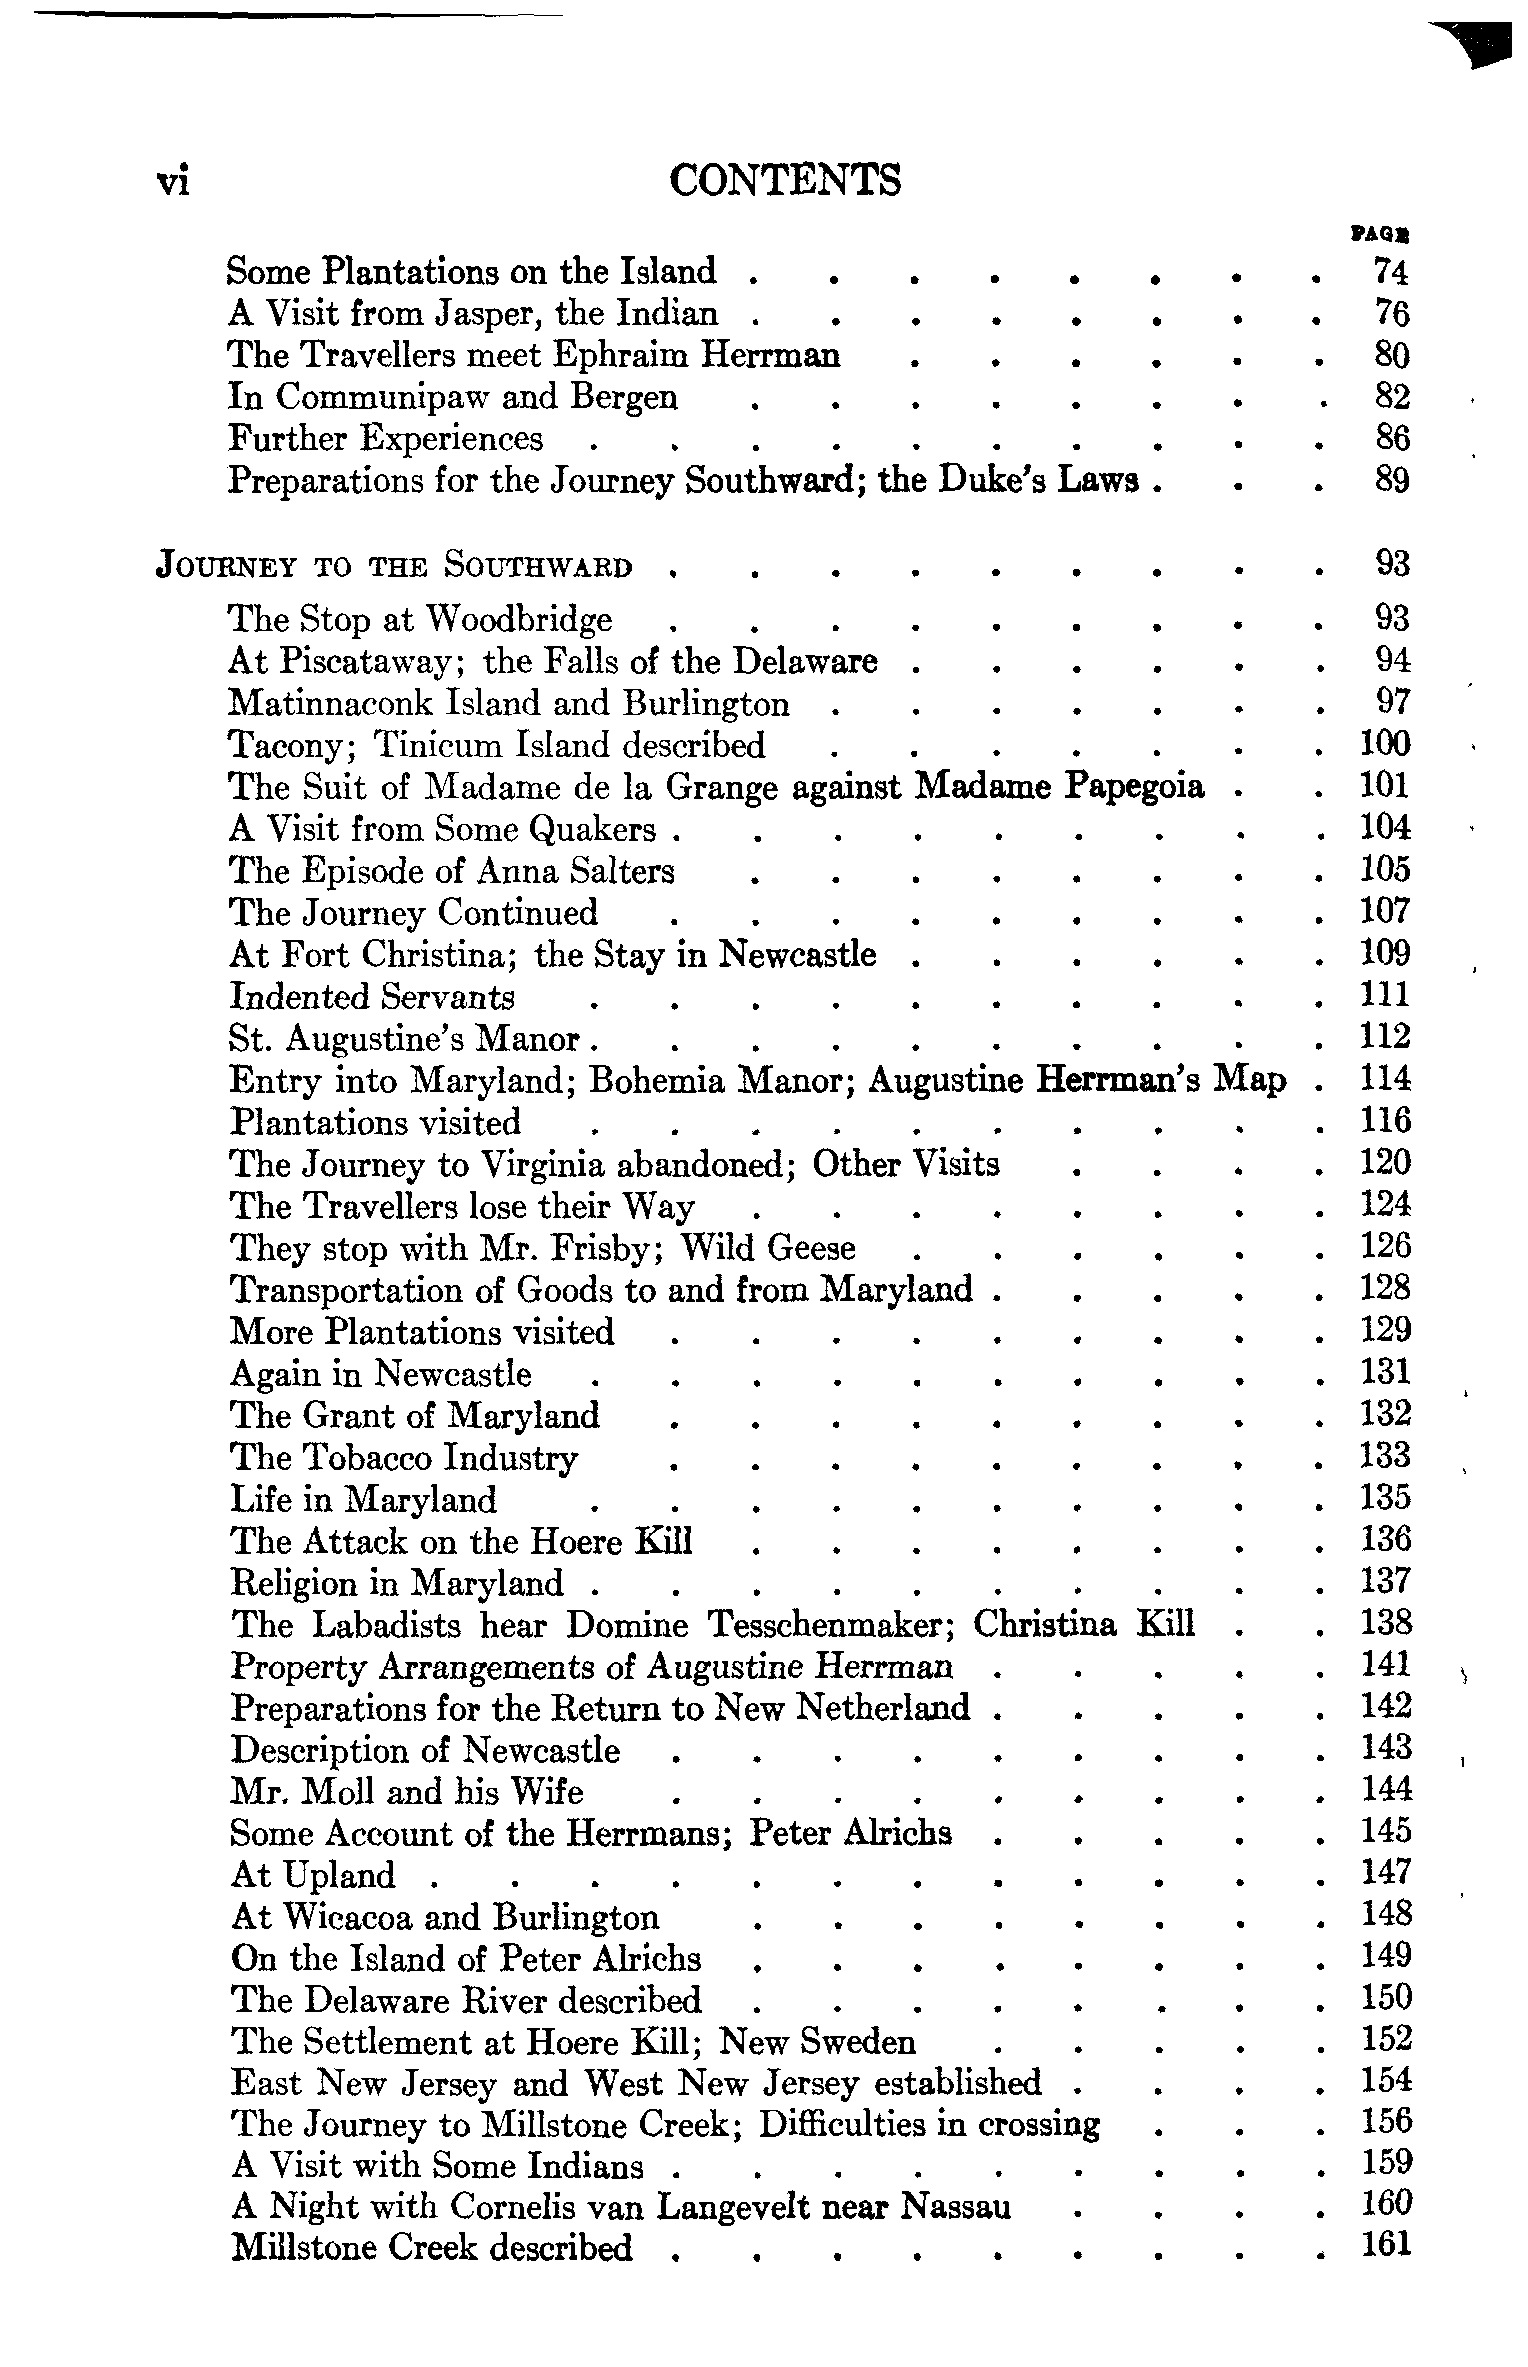 vi CONTENTS
PAGE
Some Plantations on the Island . . . . . . . . 74
A Visit from Jasper, the Indian . . . . . . . . 76
The Travellers meet Ephraim Herrman . . . . . . 80
In Communipaw and Bergen . . . . . . . . 82
Further Experiences . . . . . . . . . . 86
Preparations for the Journey Southward; the Duke's Laws . . . 89
JOURNEY TO THE SOUTHWARD . . . . . . . . . 93
The Stop at Woodbridge . . . . . . . . . 93
At Piscataway; the Falls of the Delaware . . . . . . 94
Matinnaconk Island and Burlington . . . . . . . 97
Tacony; Tinicum Island described . . . . . . . 100
The Suit of Madame de la Grange against Madame Papegoia . . 101
A Visit from Some Quakers . . . . . . . . . 104
The Episode of Anna Salters . . . . . . . . 105
The Journey Continued . . . . . . . . . 107
At Fort Christina; the Stay in Newcastle . . . . . . 109
Indented Servants . . . . . . . . . . 111
St. Augustine's Manor . . . . . . . . . . 112
Entry into Maryland; Bohemia Manor; Augustine Herrman's Map . 114
Plantations visited . . . . . . . . . . 116
The Journey to Virginia abandoned; Other Visits . . . . 120
The Travellers lose their Way . . . . . . . . 124
They stop with Mr. Frisby; Wild Geese . . . . . . 126
Transportation of Goods to and from Maryland . . . . . 128
More Plantations visited . . . . . . . . . 129
Again in Newcastle . . . . . . . . . . 131
The Grant of Maryland . . . . . . . . . 132
The Tobacco Industry . . . . . . . . . 133
Life in Maryland . . . . . . . . . . 135
The Attack on the Hoere Kill . . . . . . . . 136
Religion in Maryland . . . . . . . . . . 137
The Labadists hear Domine Tesschenmaker; Christina Kill . . 138
Property Arrangements of Augustine Herrman . . . . . 141
Preparations for the Return to New Netherland . . . . . 142
Description of Newcastle . . . . . . . . . 143
Mr. Moll and his Wife . . . . . . . . . 144
Some Account of the Herrmans; Peter Alrichs . . . . . 145
At Upland . . . . . . . . . . . . 147
At Wicacoa and Burlington . . . . . . . . 148
On the Island of Peter Alrichs . . . . . . . . 149
The Delaware River described . . . . . . . . 150
The Settlement at Hoere Kill; New Sweden . . . . . 152
East New Jersey and West New Jersey established . . . . 154
The Journey to Millstone Creek; Difficulties in crossing . . . 156
A Visit with Some Indians . . . . . . . . . 159
A Night with Cornelis van Langevelt near Nassau . . . . 160
Millstone Creek described . . . . . . . . . 161